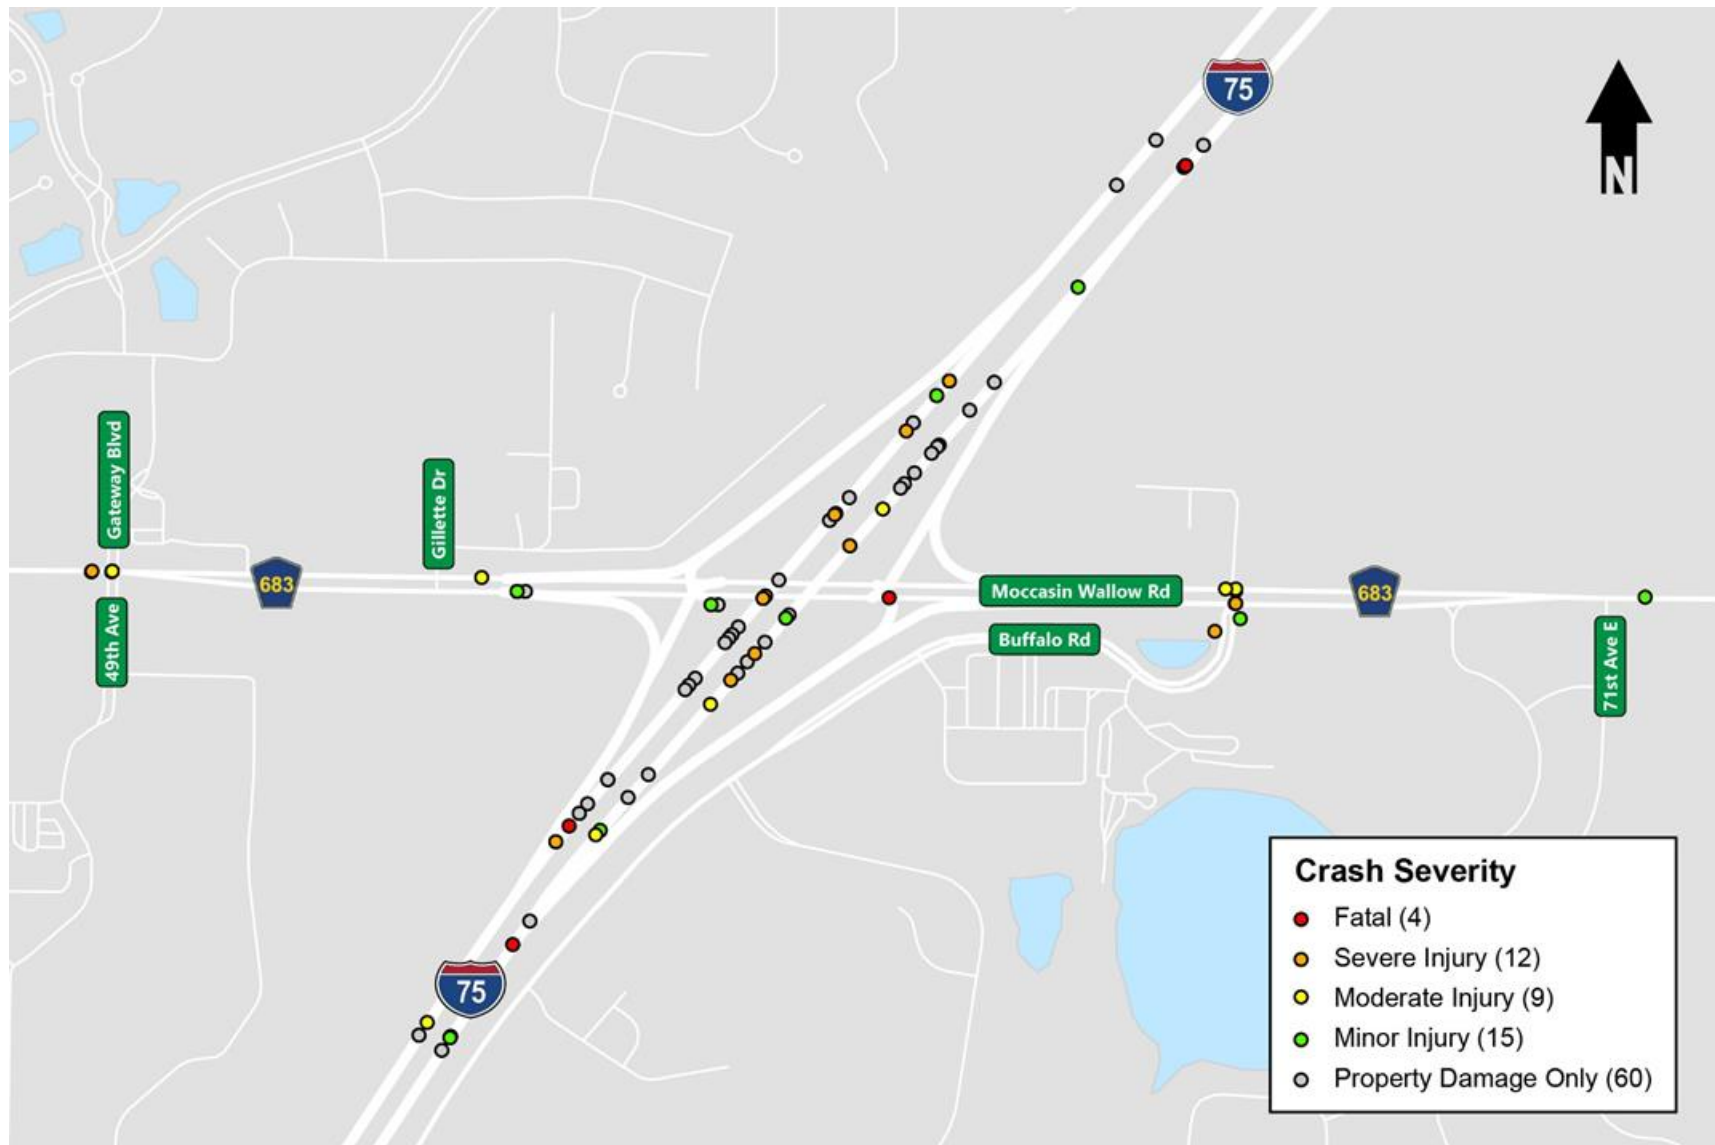 75
N
Gateway Blvd
Gillette Dr
683
49th Ave
Moccasin Wallow Rd
683
Buffalo Rd
71st Ave E
75
Crash Severity
Fatal (4)
Severe Injury (12)
Moderate Injury (9)
Minor Injury (15)
Property Damage Only (60)